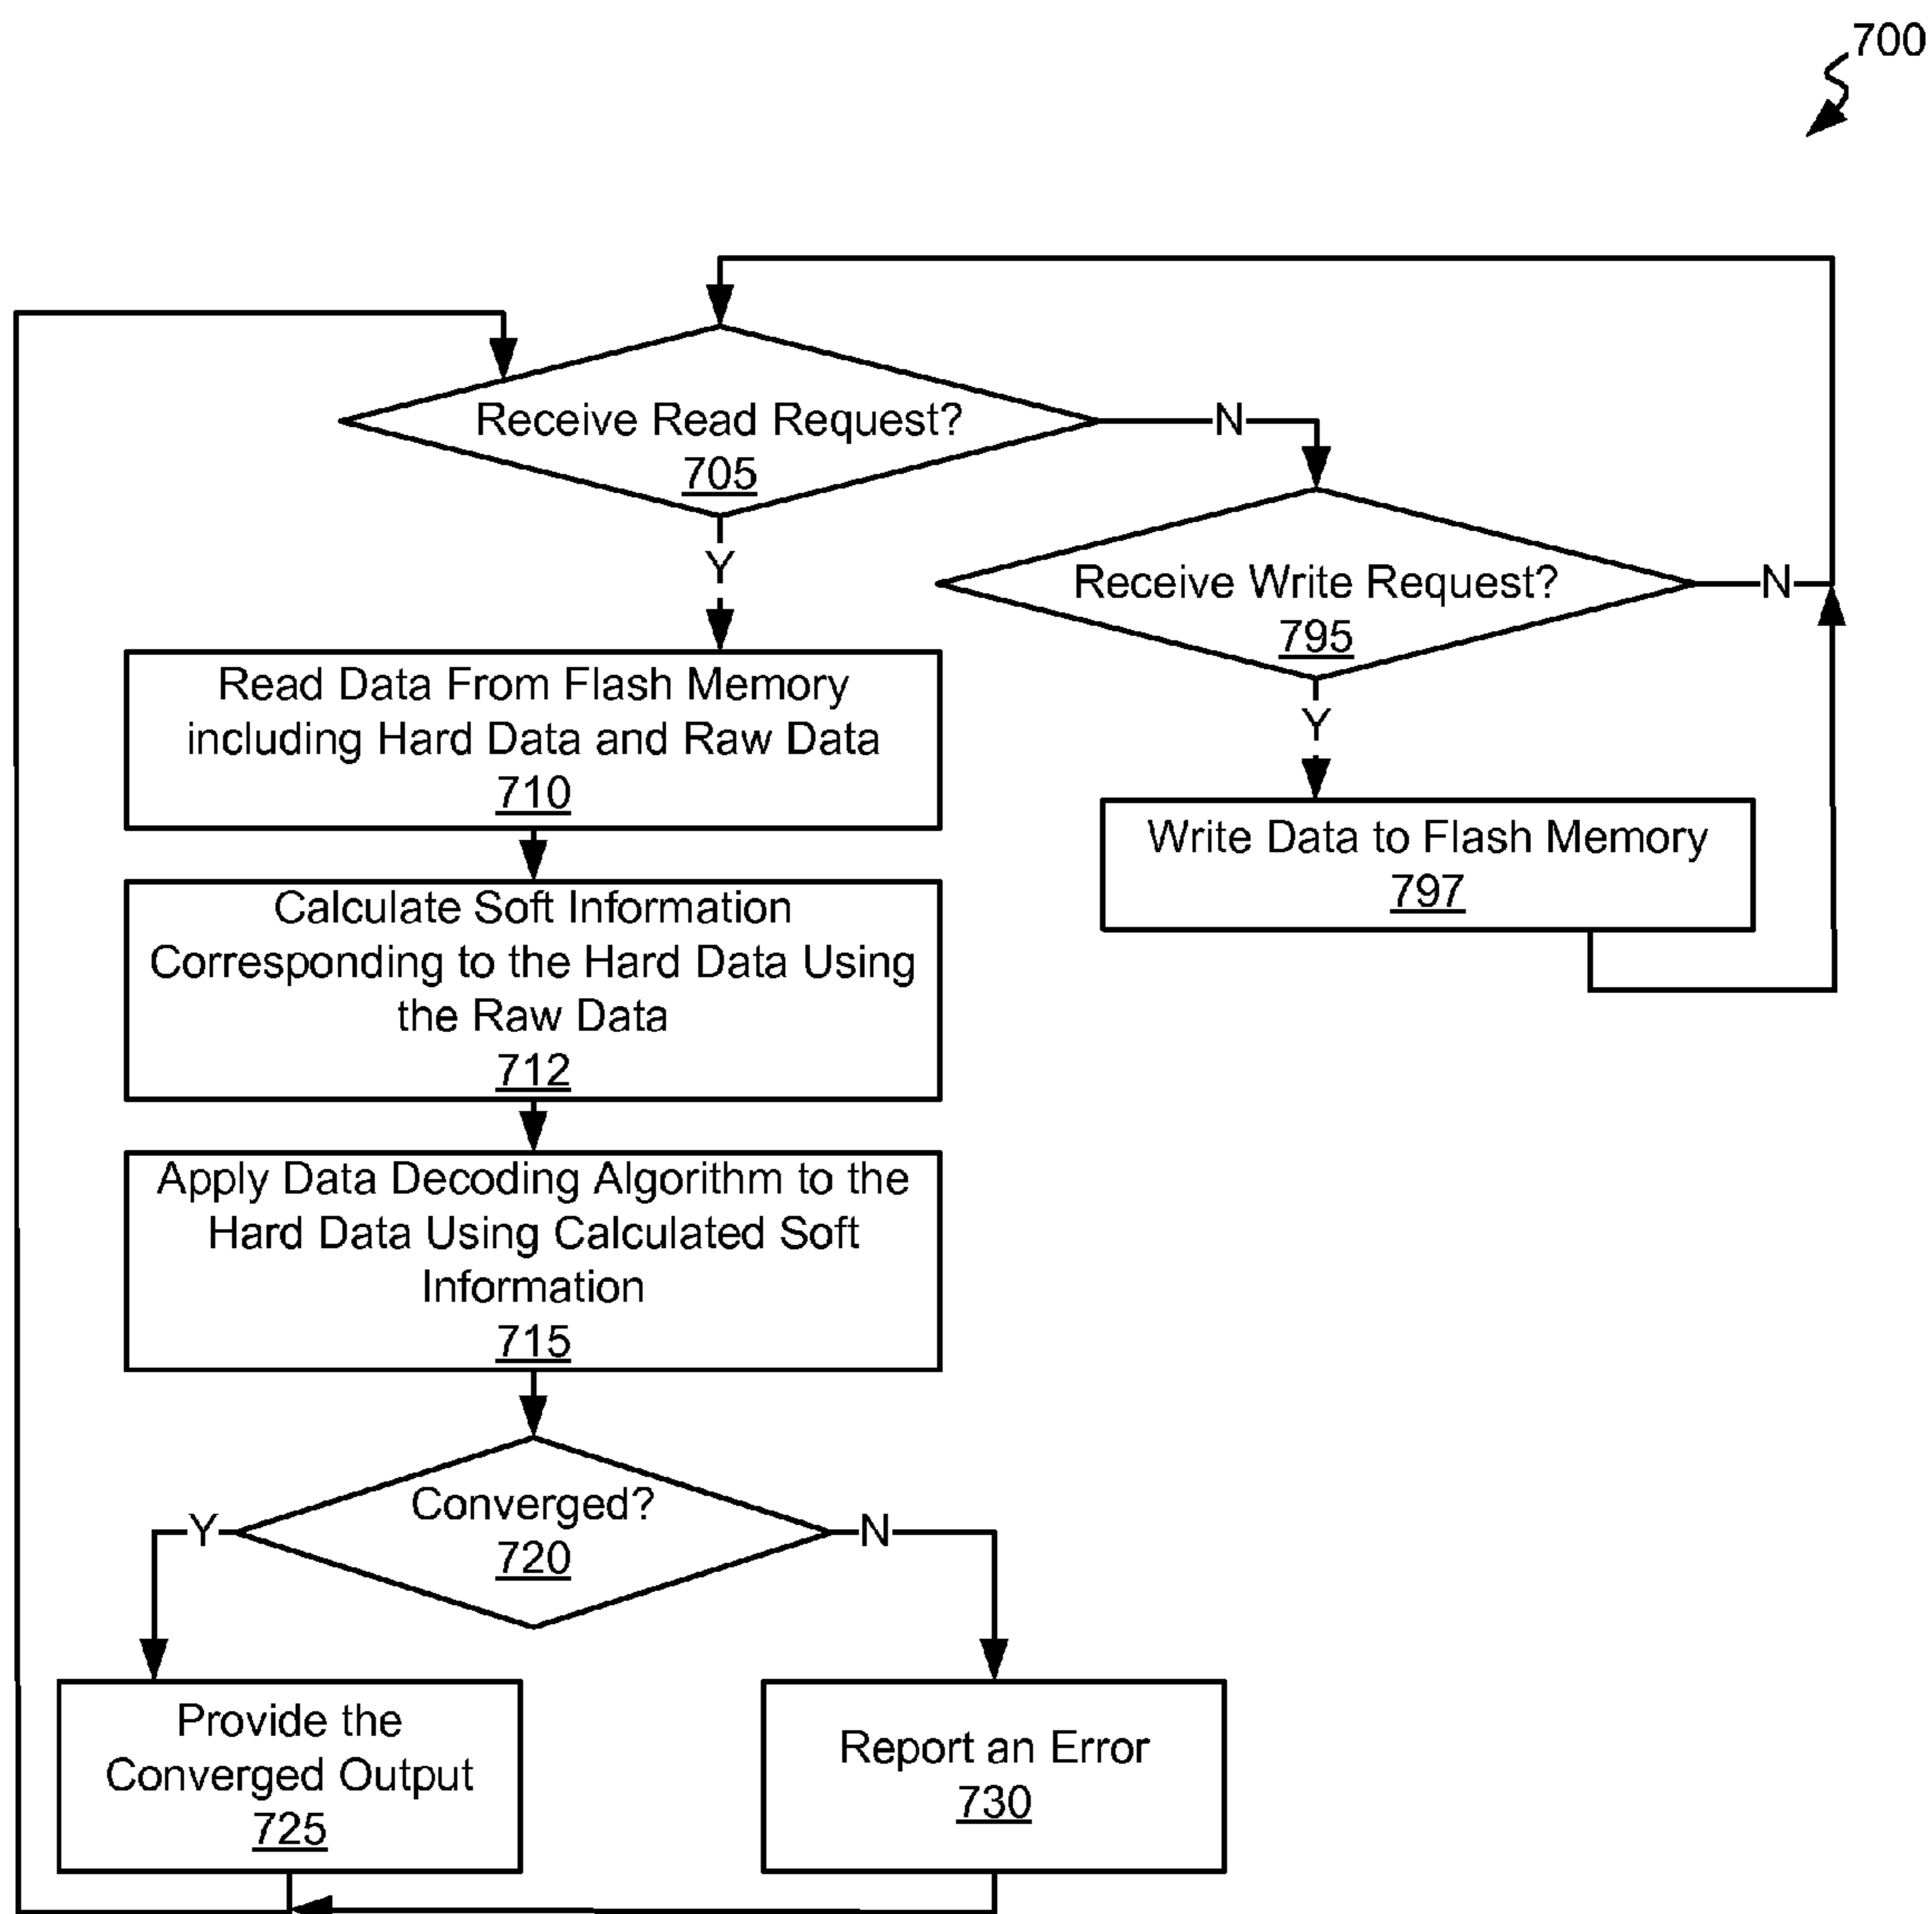 700
Receive Read Request?
705
N
Y
Receive Write Request?
795
N
Y
Read Data From Flash Memory
including Hard Data and Raw Data
710
Write Data to Flash Memory
797
Calculate Soft Information
Corresponding to the Hard Data Using
the Raw Data
712
Apply Data Decoding Algorithm to the
Hard Data Using Calculated Soft
Information
715
Converged?
720
Y
N
Provide the
Converged Output
725
Report an Error
730